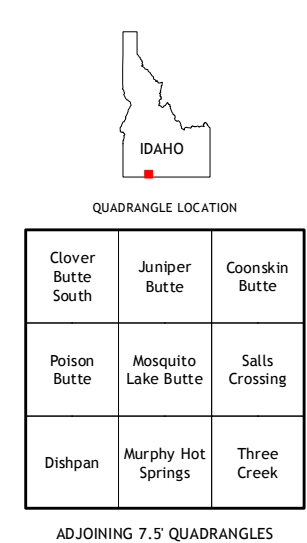 IDAHO
QUADRANGLE LOCATION
Clover
Butte
South
Juniper
Butte
Coonskin
Butte
Poison
Butte
Mosquito
Lake Butte
Salls
Crossing
Dishpan
Murphy Hot
Springs
Three
Creek
ADJOINING 7.5' QUADRANGLES